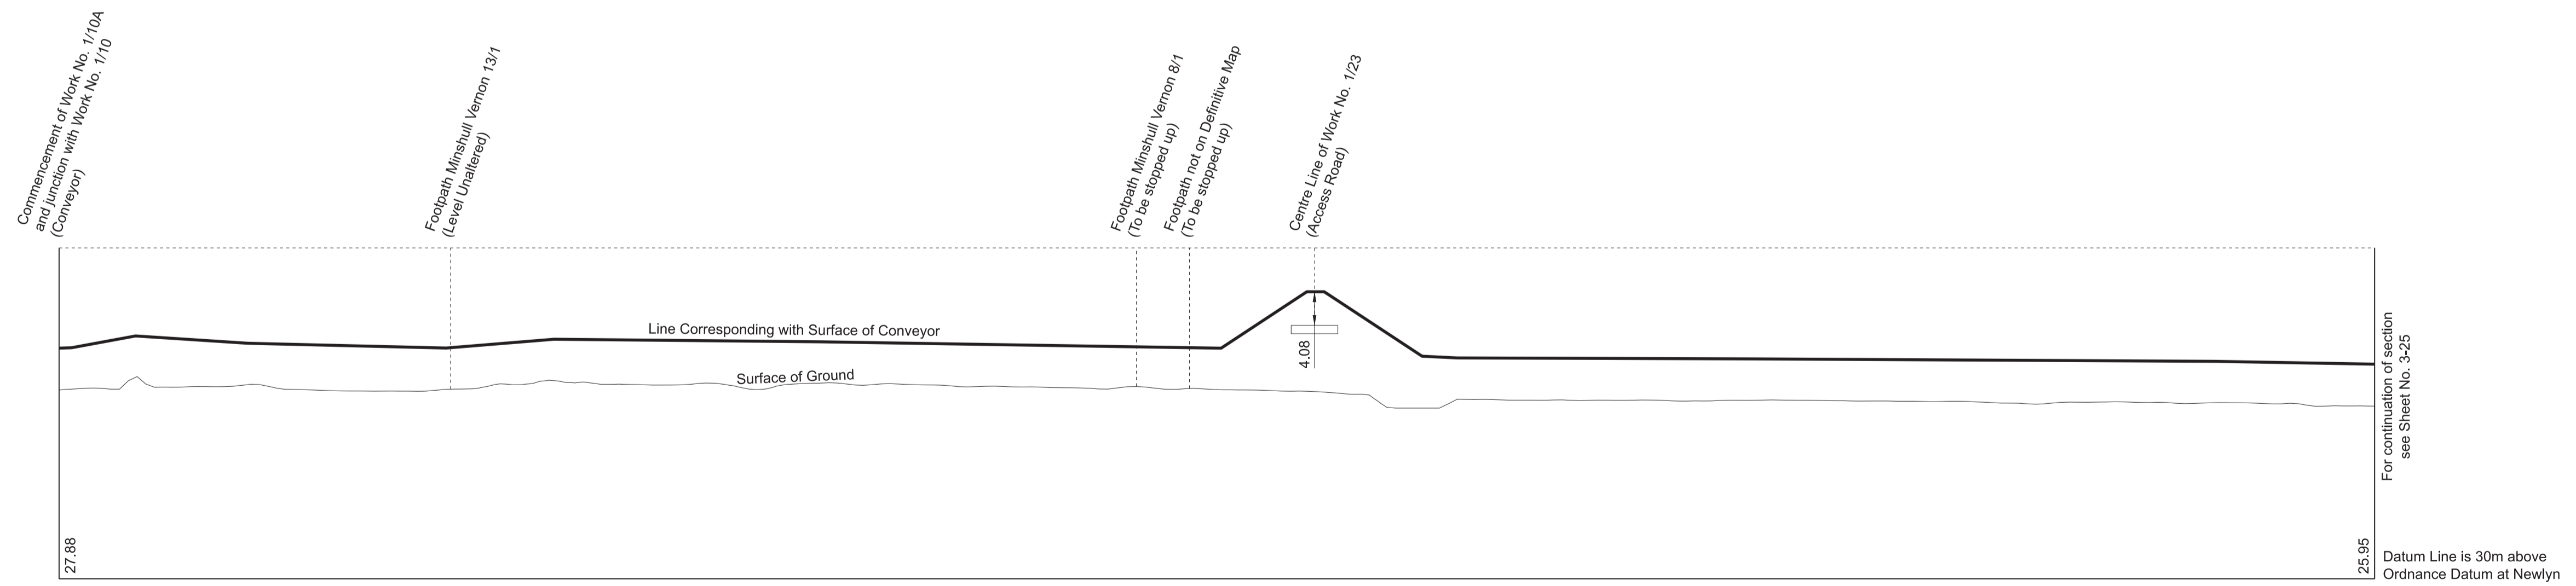 Commencement of Work No. 1/10A
and junction with Work No. 1/10
(Conveyor)
Footpath Minshull Vernon 13/1
(Level Unaltered)
Footpath Minshull Vernon 8/1
(To be stopped up)
Footpath not on Definitive Map
(To be stopped up)
Centre Line of Work No. 1/23
(Access Road)
Line Corresponding with Surface of Conveyor
4.08
Surface of Ground
For continuation of section
see Sheet No. 3-25
27.88
25.95
Datum Line is 30m above
Ordnance Datum at Newlyn